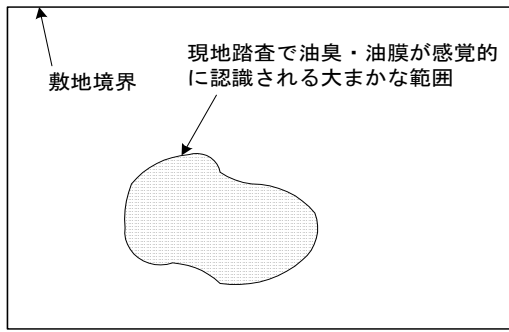 現地踏査で油臭・油膜が感覚的
に認識される大まかな範囲
敷地境界